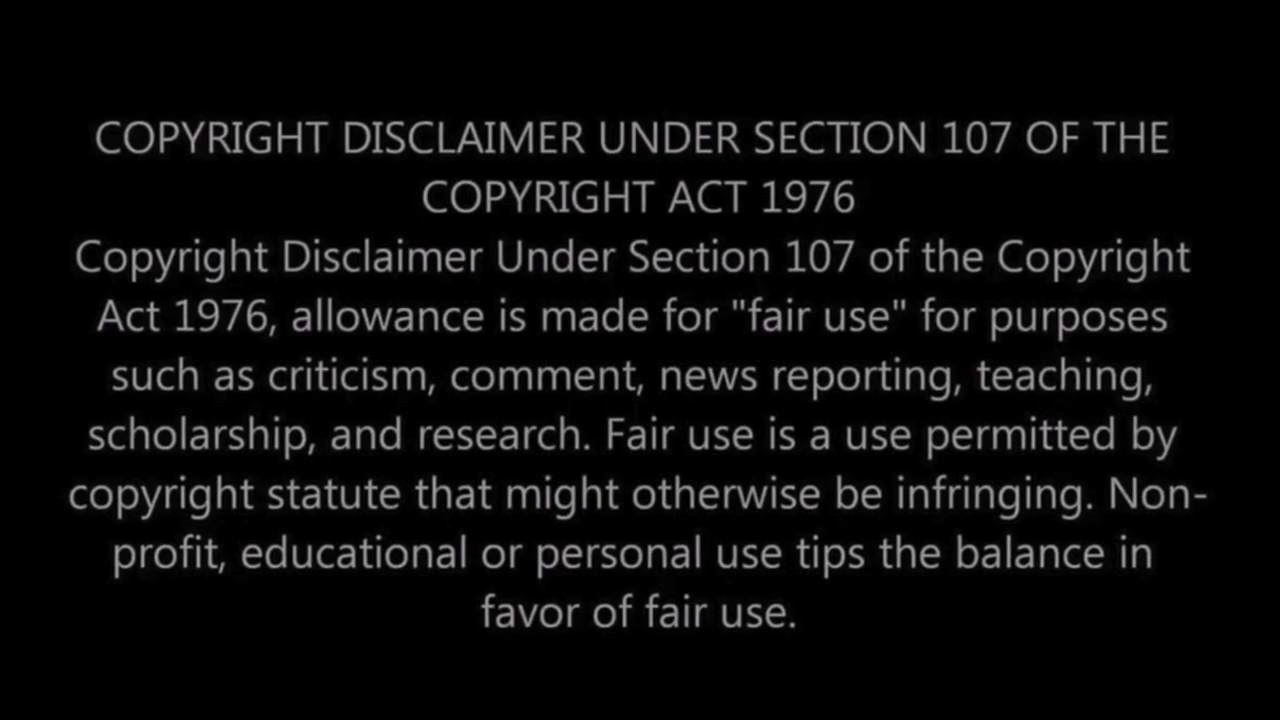 COPYRIGHT DISCLAIMER UNDER SECTION 107 OF THE
COPYRIGHT ACT 1976
Copyright Disclaimer Under Section 107 of the Copyright
Act 1976, allowance is made for "fair use" for purposes
such as criticism, comment, news reporting, teaching,
scholarship, and research. Fair use is a use permitted by
copyright statute that might otherwise be infringing. Non-
profit, educational or personal use tips the balance in
favor of fair use.